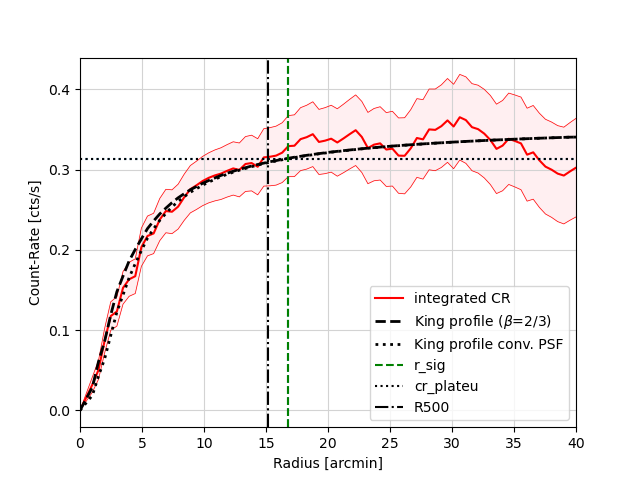 0.4
0.3
0.2
0.1
0.0
Count-Rate [cts/s]
integrated CR
King profile (β=2/3)
King profile conv. PSF
r_sig
cr_plateu
R500
0 5 10 15 20 25 30 35 40
Radius [arcmin]